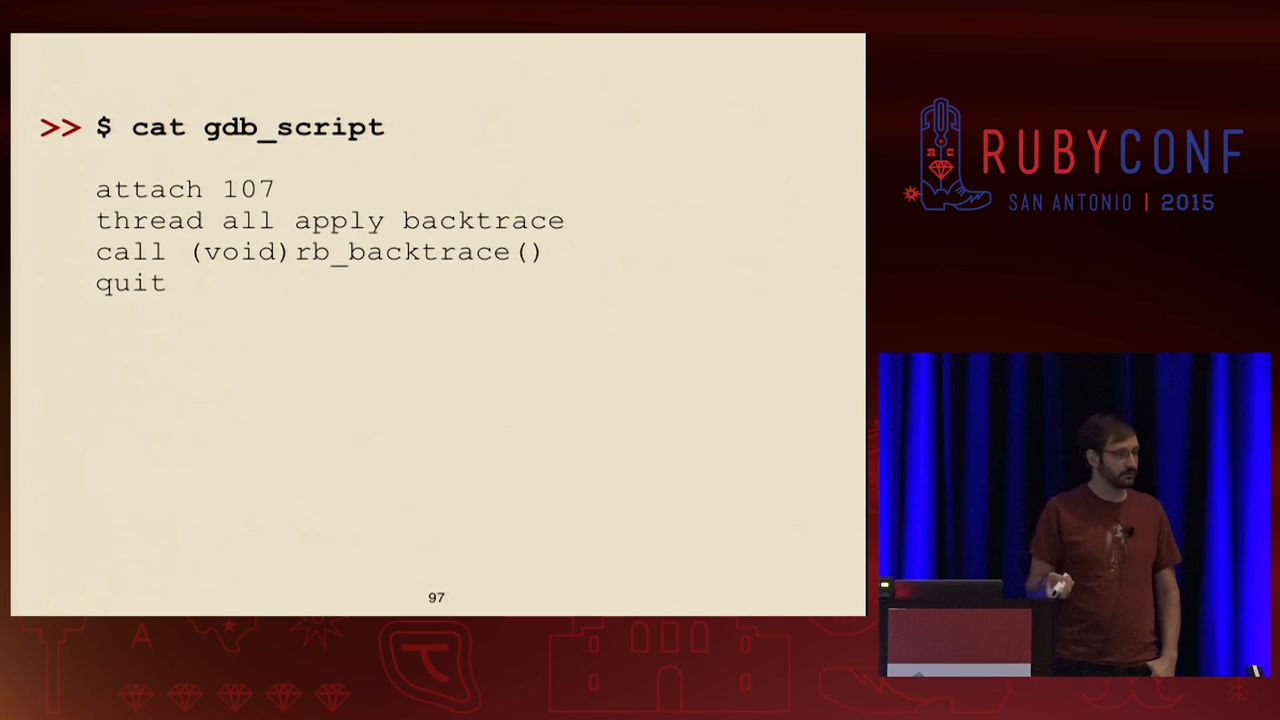 >> $ cat gdb_script
attach 107
thread all apply backtrace
call (void)rb_backtrace()
quit
97
RUBYCONF
SAN ANTONIO | 2015